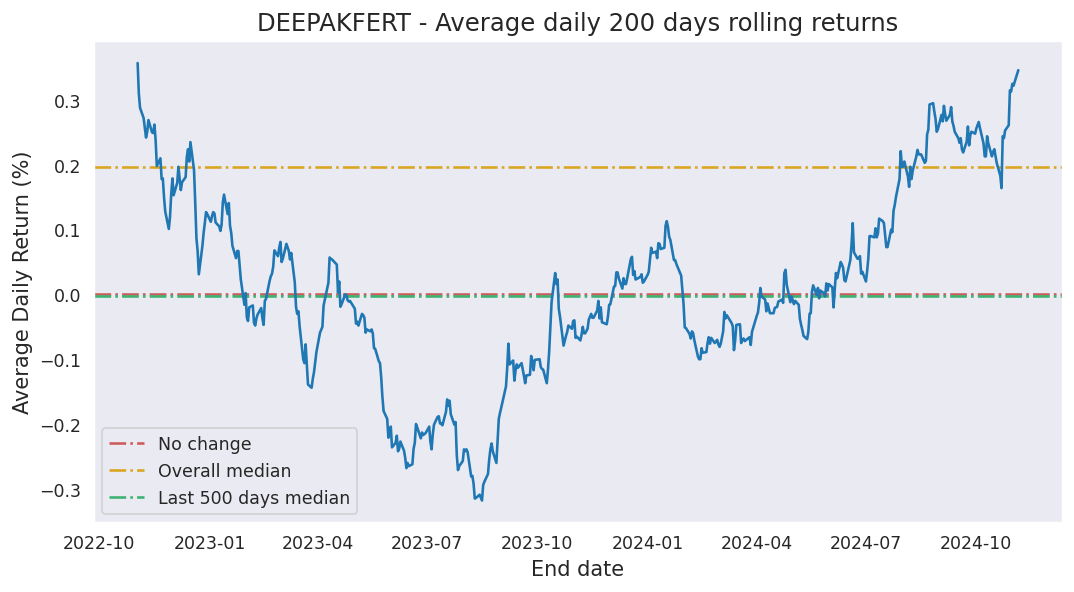 DEEPAKFERT - Average daily 200 days rolling returns
Average Daily Return (%)
0.3
0.2
0.1
0.0
−0.1
−0.2
−0.3
No change
Overall median
Last 500 days median
2022-10 2023-01 2023-04 2023-07 2023-10 2024-01 2024-04 2024-07 2024-10
End date